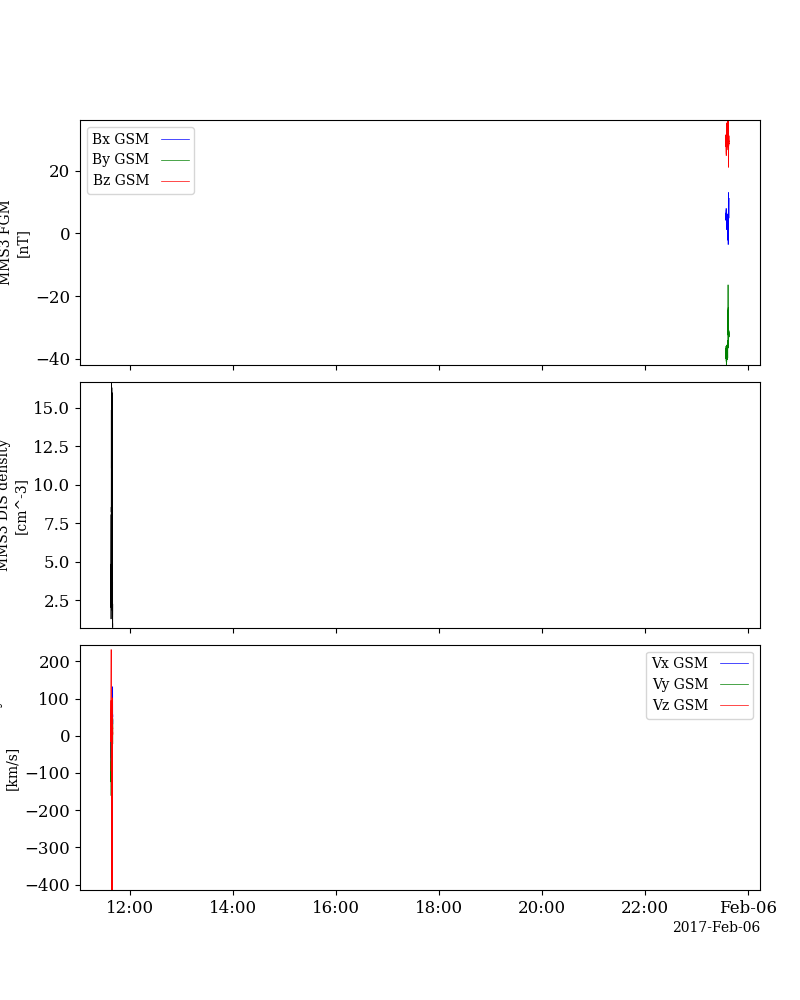 Bx GSM
By GSM
Bz GSM
MMS3 FGM
[nT]
20
0
−20
−40
MMS3 DIS density
[cm^-3]
15.0
12.5
10.0
7.5
5.0
2.5
Vx GSM
Vy GSM
Vz GSM
[km/s]
200
100
0
−100
−200
−300
−400
12:00 14:00 16:00 18:00 20:00 22:00 Feb-06
2017-Feb-06